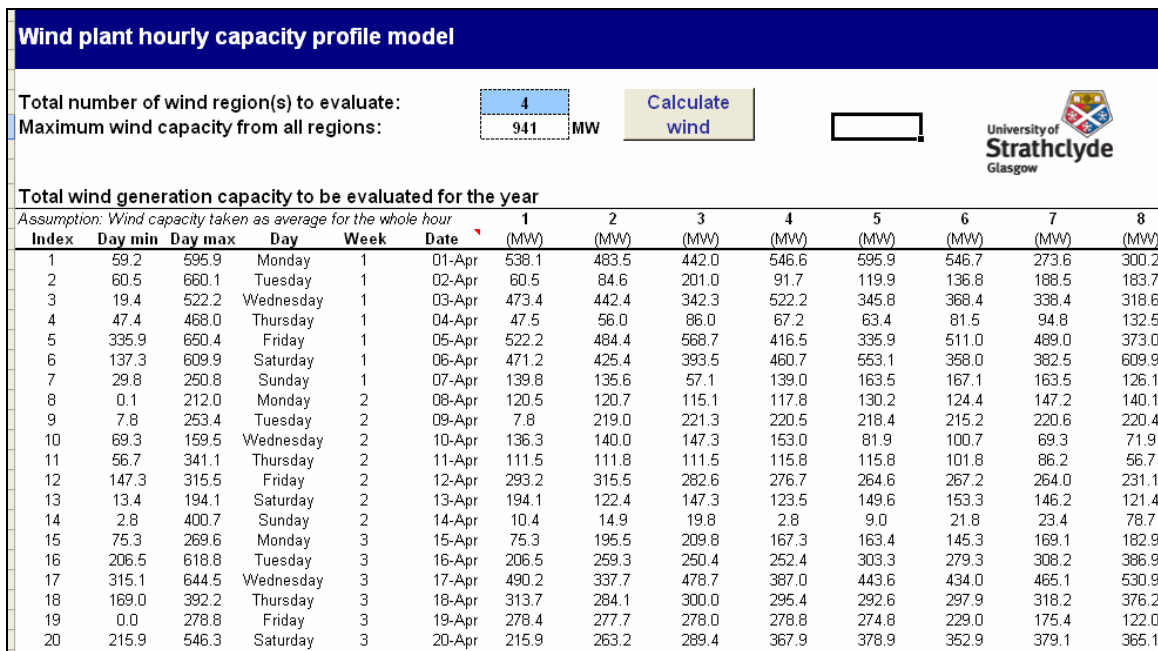 Wind plant hourly capacity profile model
Total number of wind region(s) to evaluate: 4 Calculate
Maximum wind capacity from all regions: 941 MW wind
University of
Strathclyde
Glasgow
Total wind generation capacity to be evaluated for the year
Assumption: Wind capacity taken as average for the whole hour 1 2 3 4 5 6 7 8
Index Day min Day max Day Week Date (MW) (MW) (MW) (MW) (MW) (MW) (MW) (MW)
1 59.2 595.9 Monday 1 01-Apr 538.1 483.5 442.0 546.6 595.9 546.7 273.6 300.2
2 60.5 660.1 Tuesday 1 02-Apr 60.5 84.6 201.0 91.7 119.9 136.8 188.5 183.7
3 19.4 522.2 Wednesday 1 03-Apr 473.4 442.4 342.3 522.2 345.8 368.4 338.4 318.6
4 47.4 468.0 Thursday 1 04-Apr 47.5 56.0 86.0 67.2 63.4 81.5 94.8 132.5
5 335.9 650.4 Friday 1 05-Apr 522.2 484.4 568.7 416.5 335.9 511.0 489.0 373.0
6 137.3 609.9 Saturday 1 06-Apr 471.2 425.4 393.5 460.7 553.1 358.0 382.5 609.9
7 29.8 250.8 Sunday 1 07-Apr 139.8 135.6 57.1 139.0 163.5 167.1 163.5 126.1
8 0.1 212.0 Monday 2 08-Apr 120.5 120.7 115.1 117.8 130.2 124.4 147.2 140.1
9 7.8 253.4 Tuesday 2 09-Apr 7.8 219.0 221.3 220.5 218.4 215.2 220.6 220.4
10 69.3 159.5 Wednesday 2 10-Apr 136.3 140.0 147.3 153.0 81.9 100.7 69.3 71.9
11 56.7 341.1 Thursday 2 11-Apr 111.5 111.8 111.5 115.8 115.8 101.8 86.2 56.7
12 147.3 315.5 Friday 2 12-Apr 293.2 315.5 282.6 276.7 264.6 267.2 264.0 231.1
13 13.4 194.1 Saturday 2 13-Apr 194.1 122.4 147.3 123.5 149.6 153.3 146.2 121.4
14 2.8 400.7 Sunday 2 14-Apr 10.4 14.9 19.8 2.8 9.0 21.8 23.4 78.7
15 75.3 269.6 Monday 3 15-Apr 75.3 195.5 209.8 167.3 163.4 145.3 169.1 182.9
16 206.5 618.8 Tuesday 3 16-Apr 206.5 259.3 250.4 252.4 303.3 279.3 308.2 386.9
17 315.1 644.5 Wednesday 3 17-Apr 490.2 337.7 478.7 387.0 443.6 434.0 465.1 530.9
18 169.0 392.2 Thursday 3 18-Apr 313.7 284.1 300.0 295.4 292.6 297.9 318.2 376.2
19 0.0 278.8 Friday 3 19-Apr 278.4 277.7 278.0 278.8 274.8 229.0 175.4 122.0
20 215.9 546.3 Saturday 3 20-Apr 215.9 263.2 289.4 367.9 378.9 352.9 379.1 365.1